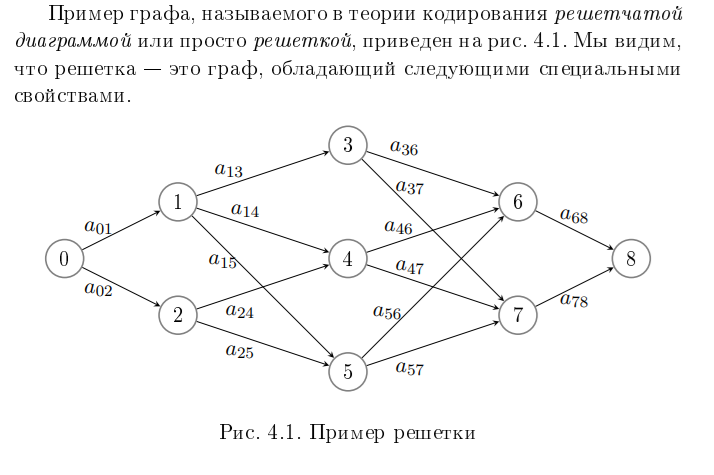 Пример графа, называемого в теории кодирования решетчатой
диаграммой или просто решеткой, приведен на рис. 4.1. Мы видим,
что решетка — это граф, обладающий следующими специальными
свойствами.
3
a36
a13
a37
1
6
a14
a01
a68
a46
0
a15
4
a47
8
a02
a24
a56
a78
2
7
a25
a57
5
Рис. 4.1. Пример решетки